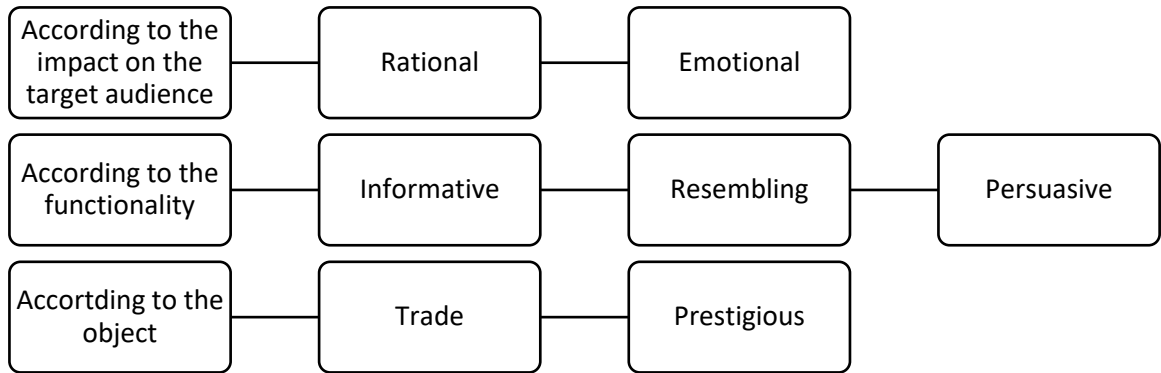 According to the
impact on the
target audience
Rational
Emotional
According to the
functionality
Informative
Resembling
Persuasive
Accortding to the
object
Trade
Prestigious